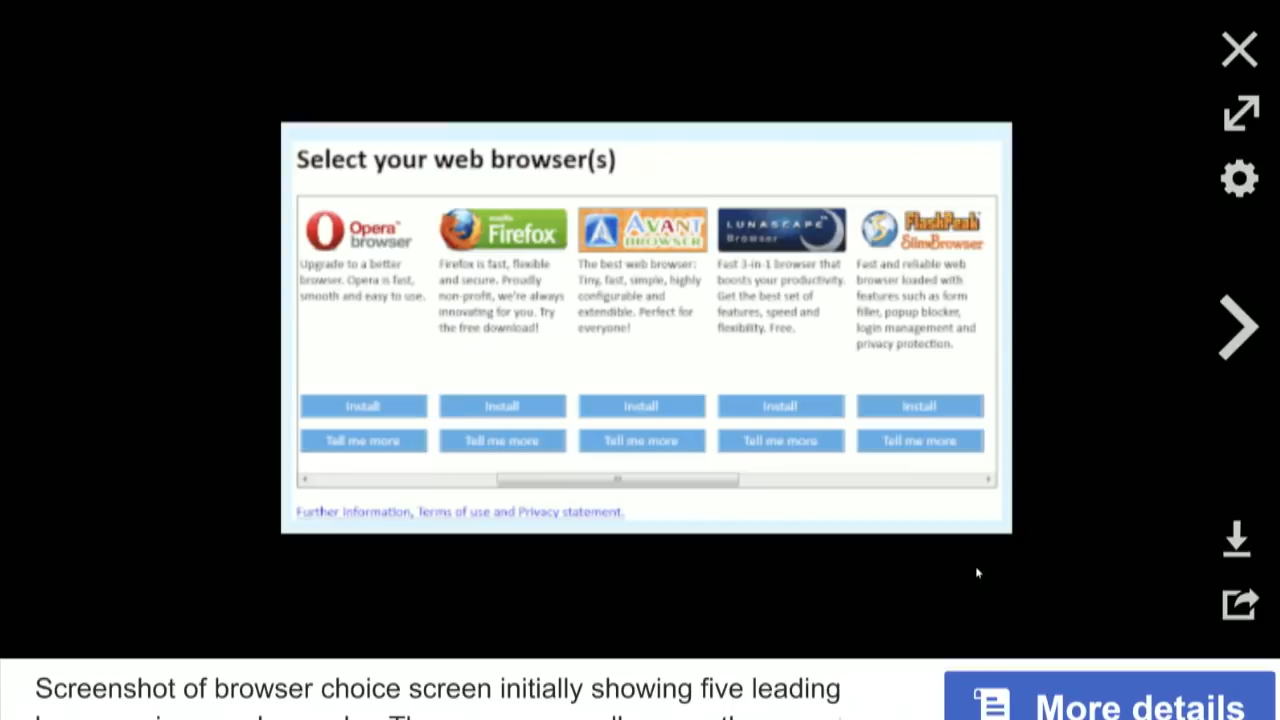 Select your web browser(s)
Opera™
browser
Upgrade to a better
browser. Opera is fast,
smooth and easy to use.
Install
Tell me more
mozilla
Firefox
Firefox is fast, flexible
and secure. Proudly
non-profit, we're always
innovating for you. Try
the free download!
Install
Tell me more
AVANT
BROWSER
The best web browser:
Tiny, fast, simple, highly
configurable and
extendible. Perfect for
everyone!
Install
Tell me more
LUNASCAPE™
Browser
Fast 3-in-1 browser that
boosts your productivity.
Get the best set of
features, speed and
flexibility. Free.
Install
Tell me more
FlashPeak™
SlimBrowser
Fast and reliable web
browser loaded with
features such as form
filler, popup blocker,
login management and
privacy protection.
Install
Tell me more
Further Information, Terms of use and Privacy statement.
Screenshot of browser choice screen initially showing five leading
More details